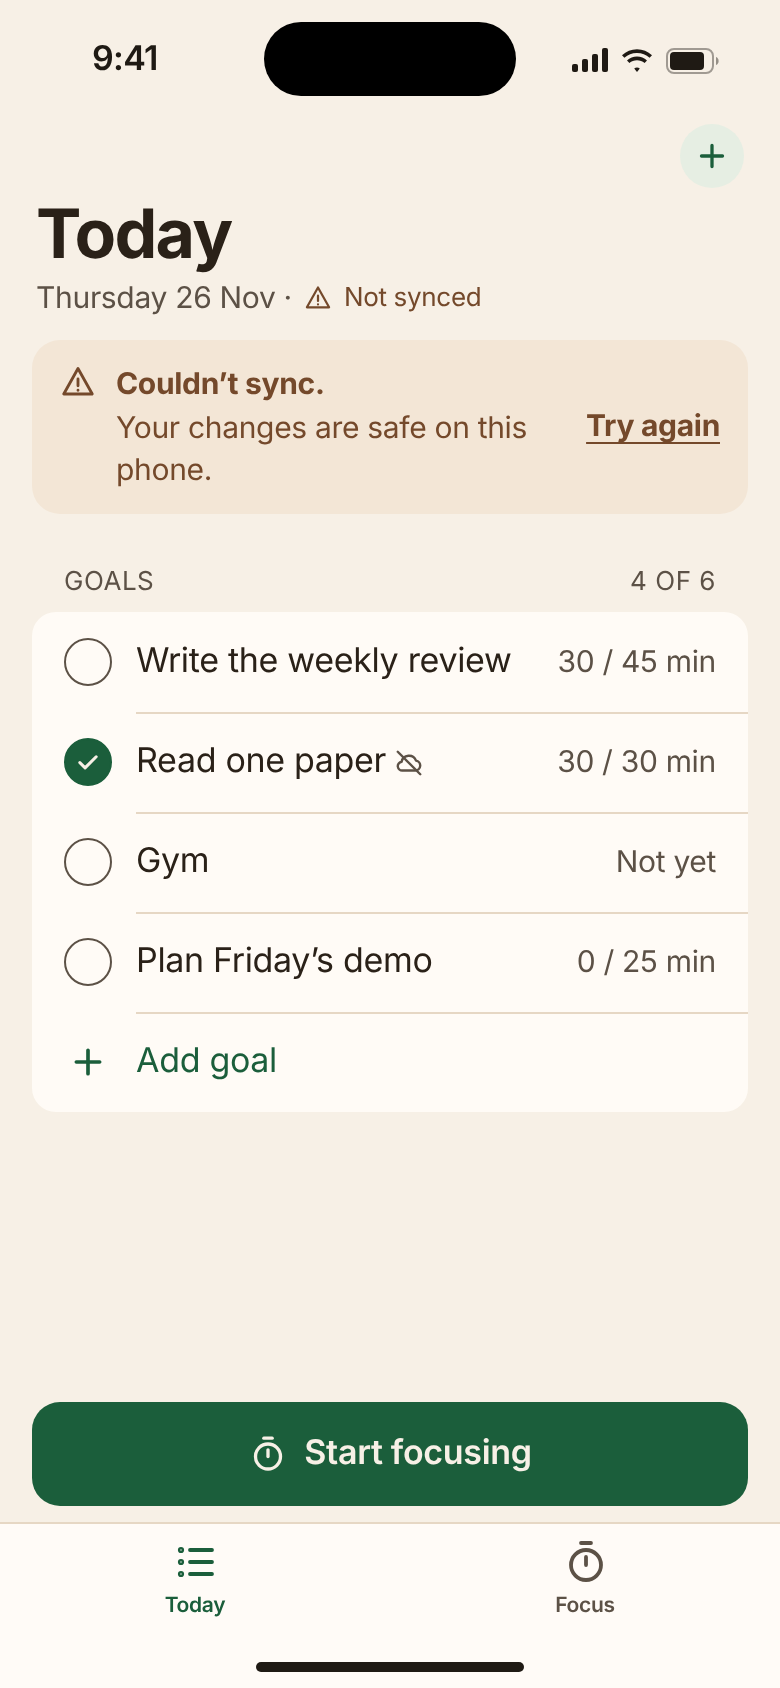 9:41
Today
Thursday 26 Nov · Not synced
Couldn’t sync.
Your changes are safe on this
phone.
Try again
GOALS 4 OF 6
Write the weekly review 30 / 45 min
Read one paper 30 / 30 min
Gym Not yet
Plan Friday’s demo 0 / 25 min
Add goal
Start focusing
Today Focus